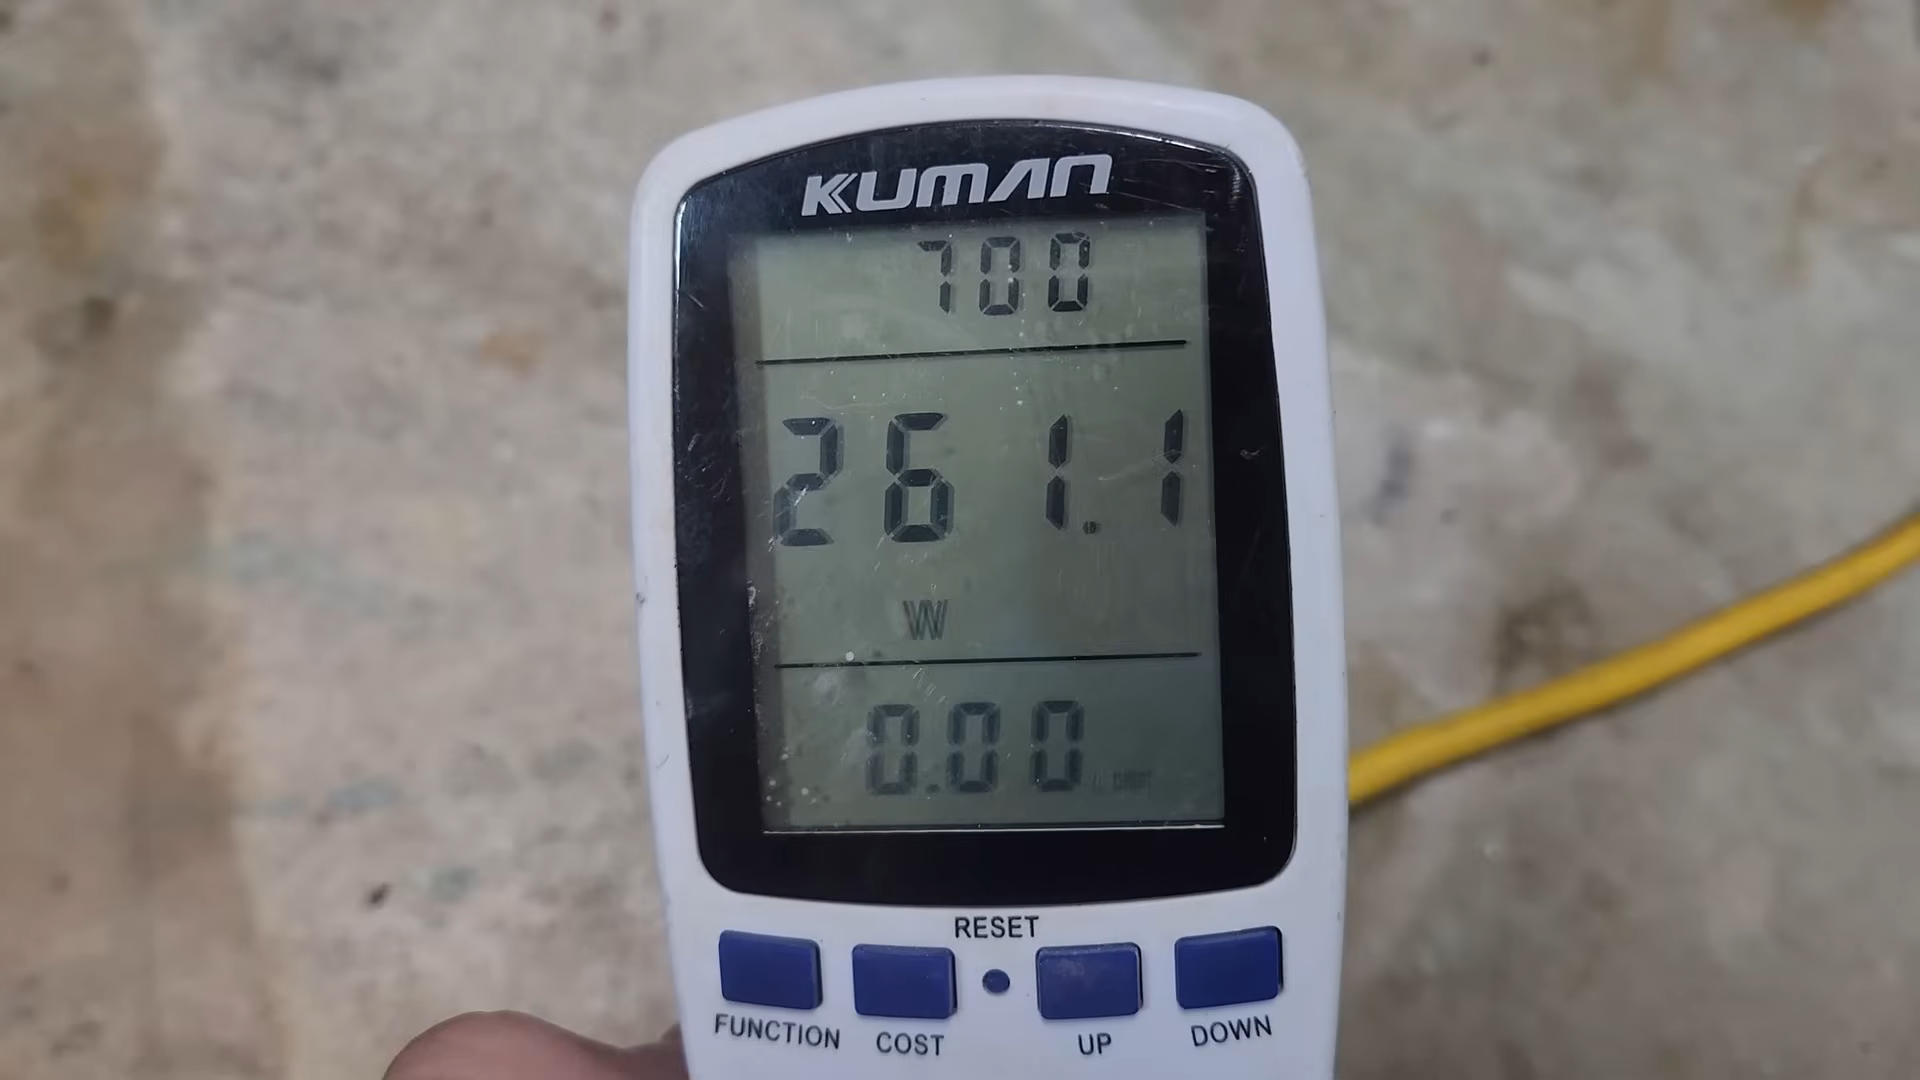 KUMAN
700
261.1
W
0.00
RESET
FUNCTION COST UP DOWN